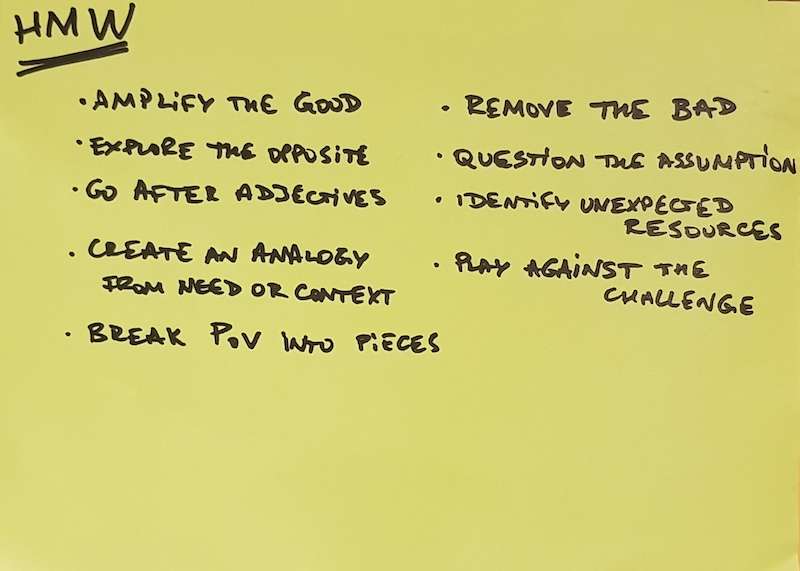 HMW
• AMPLIFY THE GOOD
• EXPLORE THE OPPOSITE
• GO AFTER ADJECTIVES
• CREATE AN ANALOGY
FROM NEED OR CONTEXT
• BREAK POV INTO PIECES
• REMOVE THE BAD
• QUESTION THE ASSUMPTION
• IDENTIFY UNEXPECTED
RESOURCES
• PLAY AGAINST THE
CHALLENGE